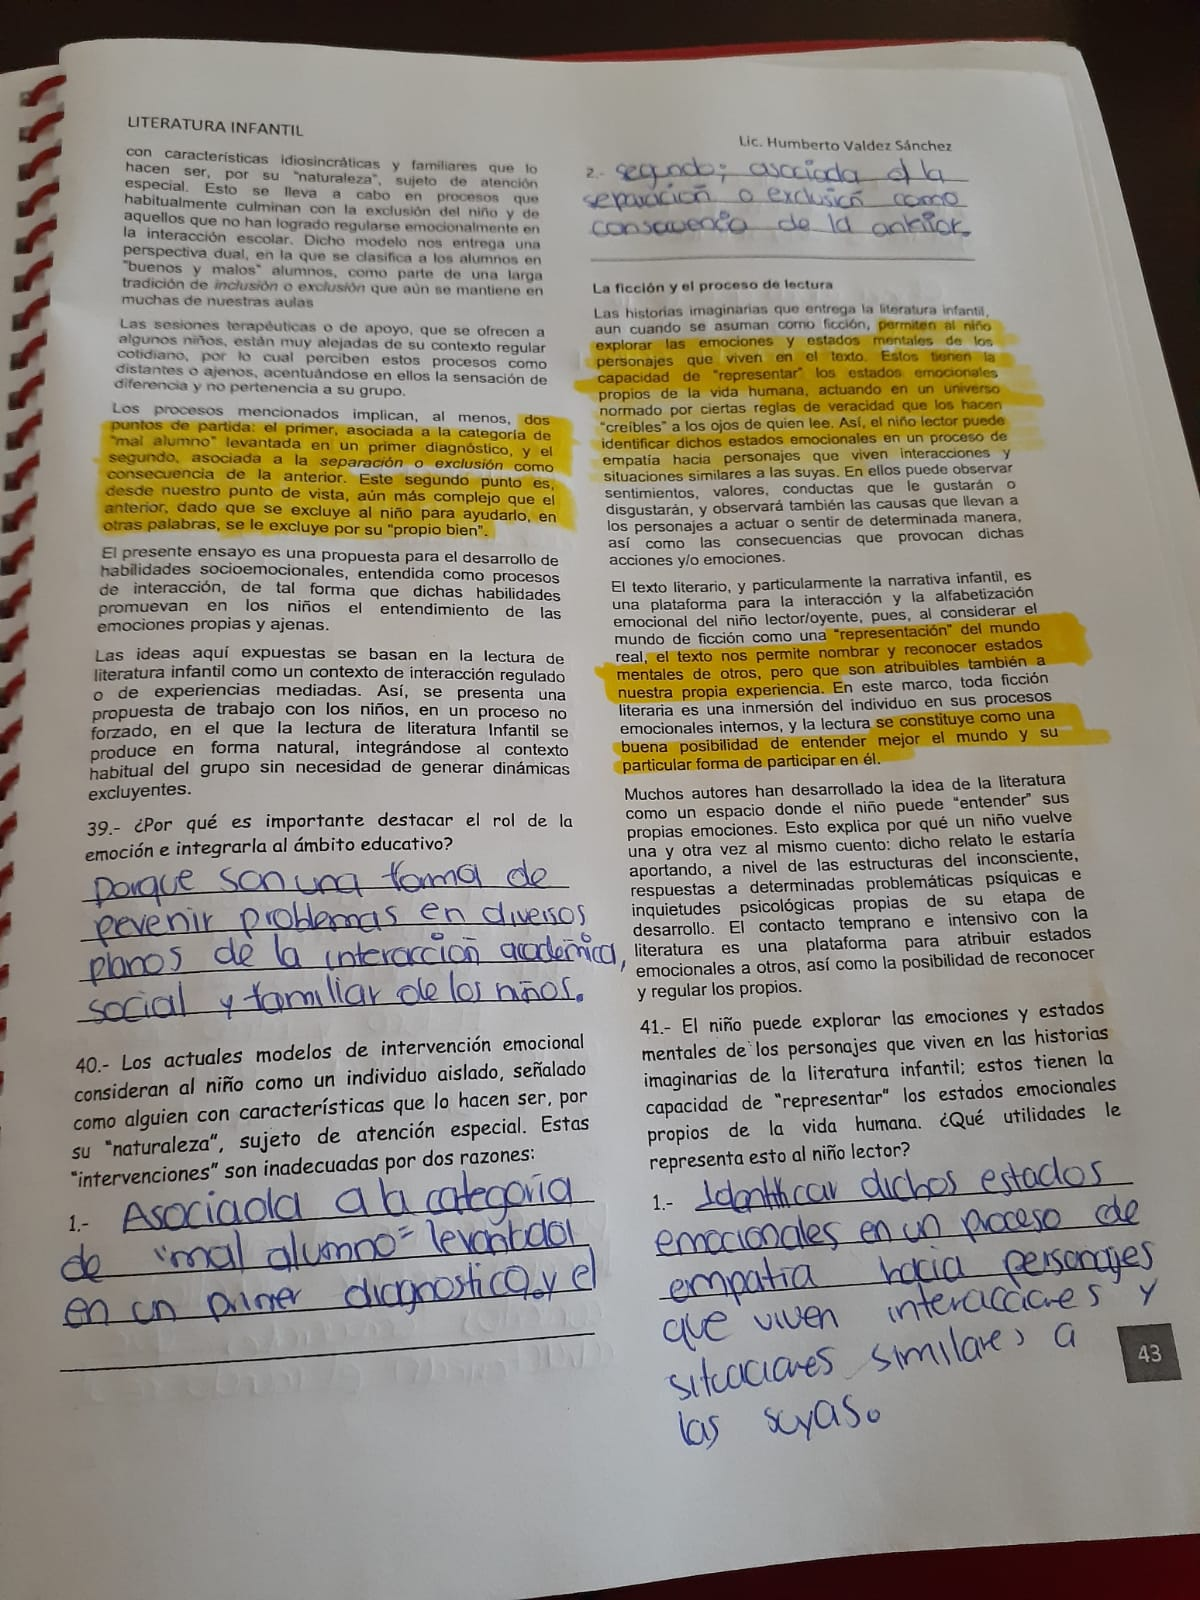 LITERATURA INFANTIL
con características idiosincráticas y familiares que lo
hacen ser, por su "naturaleza", sujeto de atención
especial. Esto se lleva a cabo en procesos que
habitualmente culminan con la exclusión del niño y de
aquellos que no han logrado regularse emocionalmente en
la interacción escolar. Dicho modelo nos entrega una
perspectiva dual, en la que se clasifica a los alumnos en
"buenos y malos" alumnos, como parte de una larga
tradición de inclusión o exclusión que aún se mantiene en
muchas de nuestras aulas
Las sesiones terapéuticas o de apoyo, que se ofrecen a
algunos niños, están muy alejadas de su contexto regular
cotidiano, por lo cual perciben estos procesos como
distantes o ajenos, acentuándose en ellos la sensación de
diferencia y no pertenencia a su grupo.
Los procesos mencionados implican, al menos, dos
puntos de partida: el primer, asociada a la categoría de
"mal alumno" levantada en un primer diagnóstico, y el
segundo, asociada a la separación o exclusión como
consecuencia de la anterior. Este segundo punto es,
desde nuestro punto de vista, aún más complejo que el
anterior, dado que se excluye al niño para ayudarlo, en
otras palabras, se le excluye por su "propio bien".
El presente ensayo es una propuesta para el desarrollo de
habilidades socioemocionales, entendida como procesos
de interacción, de tal forma que dichas habilidades
promuevan en los niños el entendimiento de las
emociones propias y ajenas.
Las ideas aquí expuestas se basan en la lectura de
literatura infantil como un contexto de interacción regulado
o de experiencias mediadas. Así, se presenta una
propuesta de trabajo con los niños, en un proceso no
forzado, en el que la lectura de literatura Infantil se
produce en forma natural, integrándose al contexto
habitual del grupo sin necesidad de generar dinámicas
excluyentes.
39.- ¿Por qué es importante destacar el rol de la
emoción e integrarla al ámbito educativo?
porque son una forma de
pevenir problemas en diversos
planos de la interacción académica,
social y familiar de los niños.
40.- Los actuales modelos de intervención emocional
consideran al niño como un individuo aislado, señalado
como alguien con características que lo hacen ser, por
su "naturaleza", sujeto de atención especial. Estas
"intervenciones" son inadecuadas por dos razones:
1.- Asociada a la categoría
de "mal alumno" levantada
en un primer diagnostico, y el
Lic. Humberto Valdez Sánchez
2.- segundo; asociada a la
separación o exclusión como
consecuencia de la anterior.
La ficción y el proceso de lectura
Las historias imaginarias que entrega la literatura infantil,
aun cuando se asuman como ficción, permiten al niño
explorar las emociones y estados mentales de los
personajes que viven en el texto. Estos tienen la
capacidad de "representar" los estados emocionales
propios de la vida humana, actuando en un universo
normado por ciertas reglas de veracidad que los hacen
"creíbles" a los ojos de quien lee. Así, el niño lector puede
identificar dichos estados emocionales en un proceso de
empatía hacia personajes que viven interacciones y
situaciones similares a las suyas. En ellos puede observar
sentimientos, valores, conductas que le gustarán o
disgustarán, y observará también las causas que llevan a
los personajes a actuar o sentir de determinada manera,
así como las consecuencias que provocan dichas
acciones y/o emociones.
El texto literario, y particularmente la narrativa infantil, es
una plataforma para la interacción y la alfabetización
emocional del niño lector/oyente, pues, al considerar el
mundo de ficción como una "representación" del mundo
real, el texto nos permite nombrar y reconocer estados
mentales de otros, pero que son atribuibles también a
nuestra propia experiencia. En este marco, toda ficción
literaria es una inmersión del individuo en sus procesos
emocionales internos, y la lectura se constituye como una
buena posibilidad de entender mejor el mundo y su
particular forma de participar en él.
Muchos autores han desarrollado la idea de la literatura
como un espacio donde el niño puede "entender" sus
propias emociones. Esto explica por qué un niño vuelve
una y otra vez al mismo cuento: dicho relato le estaría
aportando, a nivel de las estructuras del inconsciente,
respuestas a determinadas problemáticas psíquicas e
inquietudes psicológicas propias de su etapa de
desarrollo. El contacto temprano e intensivo con la
literatura es una plataforma para atribuir estados
emocionales a otros, así como la posibilidad de reconocer
y regular los propios.
41.- El niño puede explorar las emociones y estados
mentales de los personajes que viven en las historias
imaginarias de la literatura infantil; estos tienen la
capacidad de "representar" los estados emocionales
propios de la vida humana. ¿Qué utilidades le
representa esto al niño lector?
1.- Identificar dichos estados
emocionales en un proceso de
empatia hacia personajes
que viven interacciones y
situaciones similares a
las suyas.
43